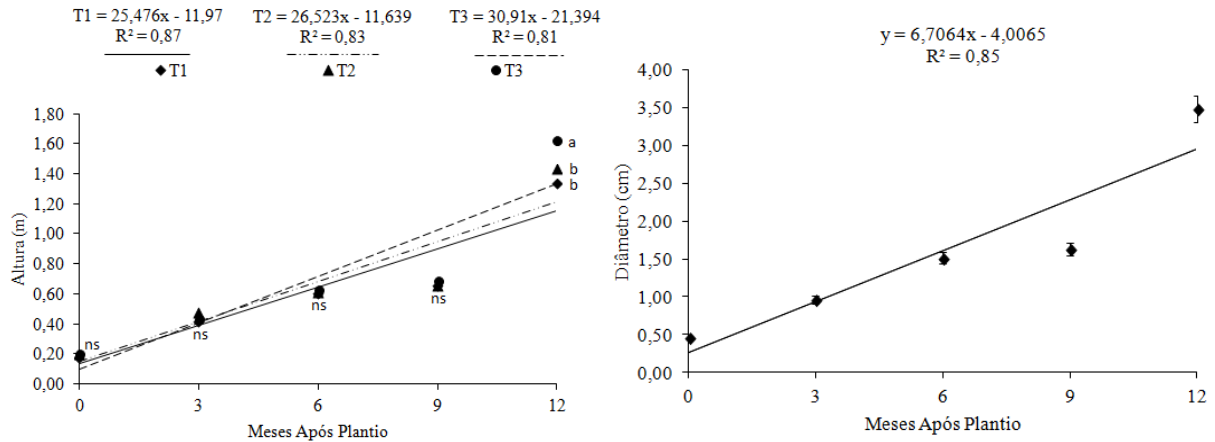 T1 = 25,476x - 11,97
R² = 0,87
T2 = 26,523x - 11,639
R² = 0,83
T3 = 30,91x - 21,394
R² = 0,81
T1
T2
T3
Altura (m)
1,80
1,60
1,40
1,20
1,00
0,80
0,60
0,40
0,20
0,00
ns
ns
ns
ns
a
b
b
0 3 6 9 12
Meses Após Plantio
y = 6,7064x - 4,0065
R² = 0,85
Diâmetro (cm)
4,00
3,50
3,00
2,50
2,00
1,50
1,00
0,50
0,00
0 3 6 9 12
Meses Após Plantio